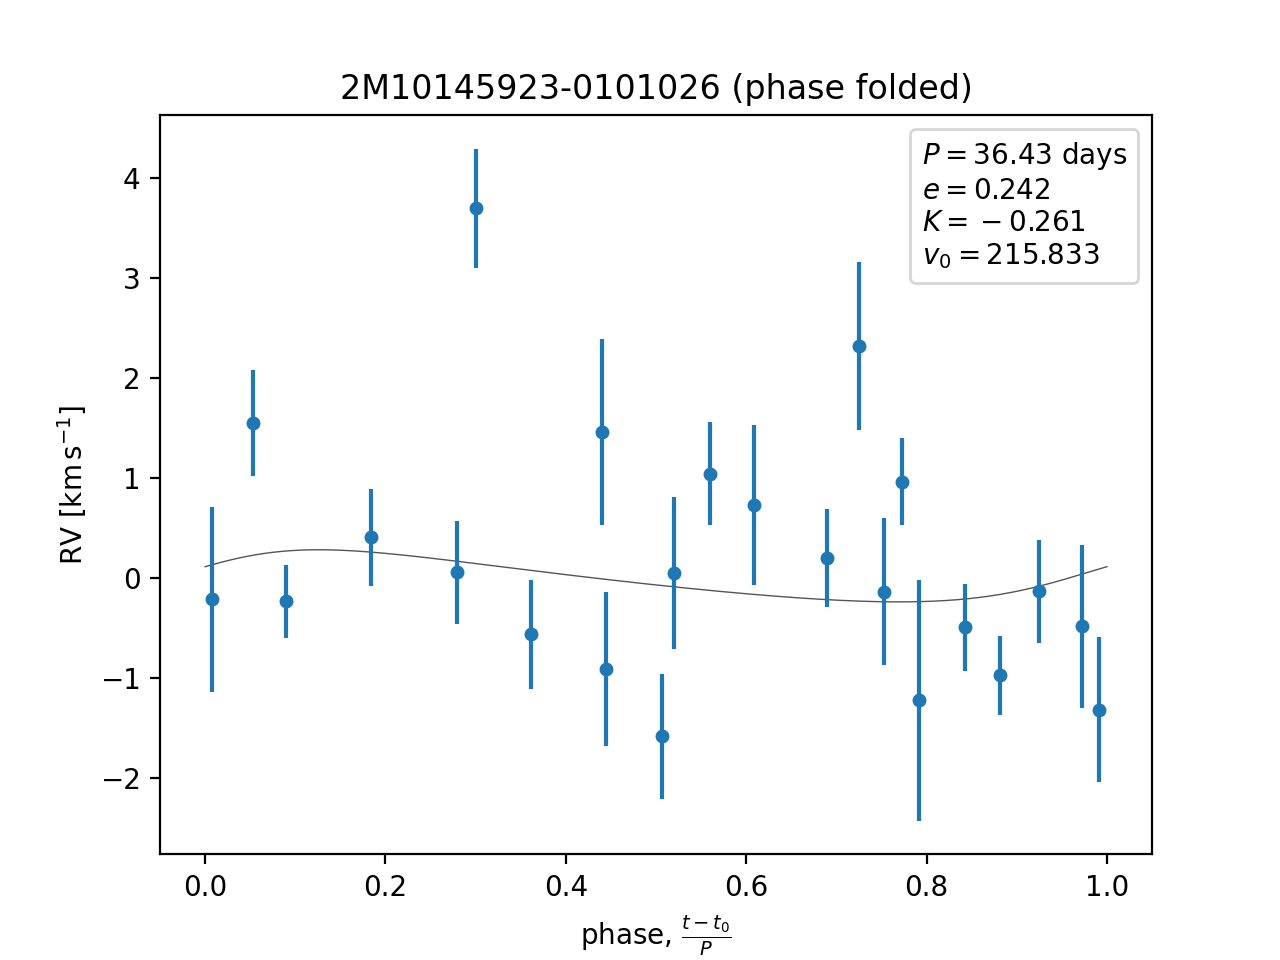 2M10145923-0101026 (phase folded)
P = 36.43 days
e = 0.242
K = −0.261
v₀ = 215.833
4
3
2
1
0
−1
−2
RV [km s⁻¹]
0.0 0.2 0.4 0.6 0.8 1.0
phase, (t − t₀)/P